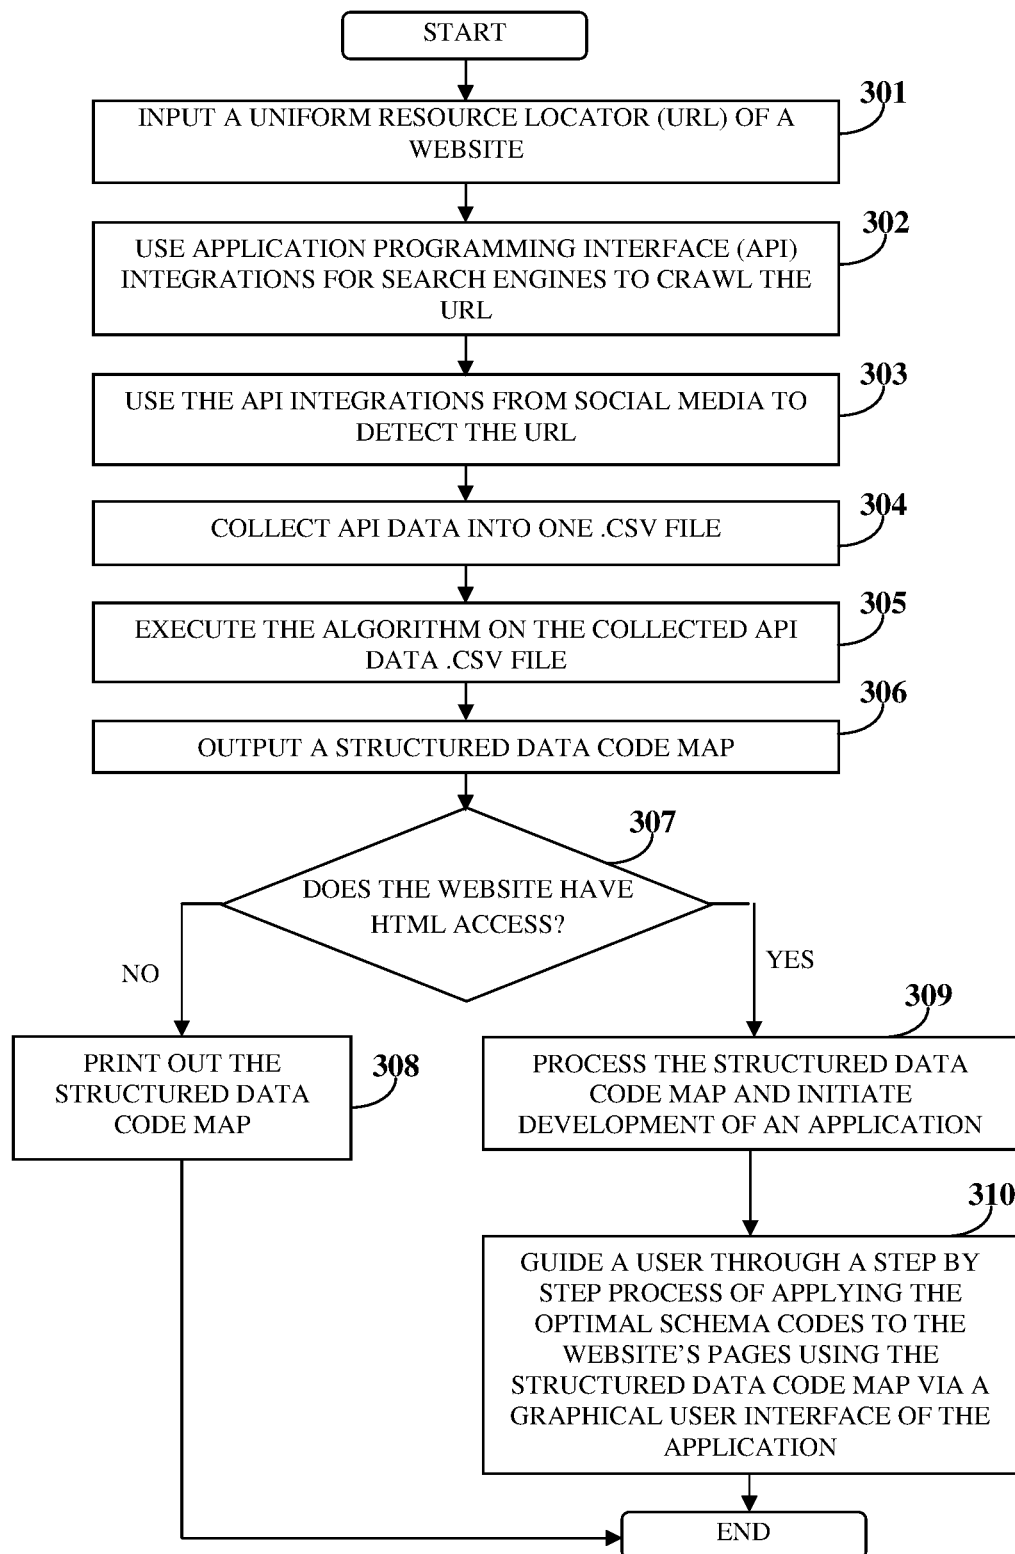 START
301
INPUT A UNIFORM RESOURCE LOCATOR (URL) OF A
WEBSITE
302
USE APPLICATION PROGRAMMING INTERFACE (API)
INTEGRATIONS FOR SEARCH ENGINES TO CRAWL THE
URL
303
USE THE API INTEGRATIONS FROM SOCIAL MEDIA TO
DETECT THE URL
304
COLLECT API DATA INTO ONE .CSV FILE
305
EXECUTE THE ALGORITHM ON THE COLLECTED API
DATA .CSV FILE
306
OUTPUT A STRUCTURED DATA CODE MAP
307
DOES THE WEBSITE HAVE
HTML ACCESS?
NO
YES
308
PRINT OUT THE
STRUCTURED DATA
CODE MAP
309
PROCESS THE STRUCTURED DATA
CODE MAP AND INITIATE
DEVELOPMENT OF AN APPLICATION
310
GUIDE A USER THROUGH A STEP BY
STEP PROCESS OF APPLYING THE
OPTIMAL SCHEMA CODES TO THE
WEBSITE’S PAGES USING THE
STRUCTURED DATA CODE MAP VIA A
GRAPHICAL USER INTERFACE OF THE
APPLICATION
END